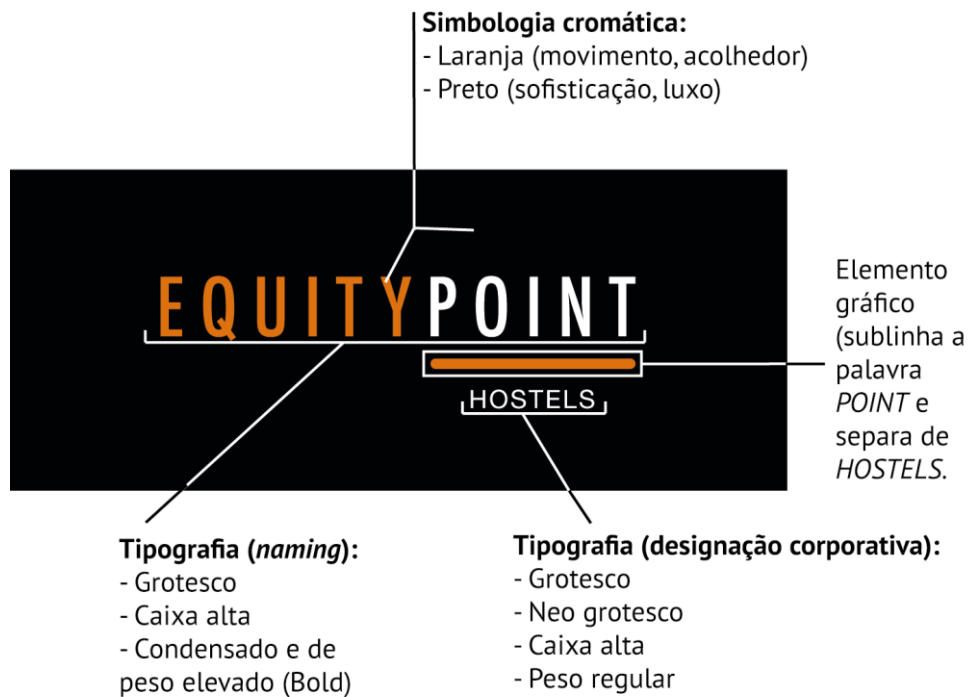 Simbologia cromática:
- Laranja (movimento, acolhedor)
- Preto (sofisticação, luxo)
EQUITYPOINT
HOSTELS
Elemento
gráfico
(sublinha a
palavra
POINT e
separa de
HOSTELS.
Tipografia (naming):
- Grotesco
- Caixa alta
- Condensado e de
peso elevado (Bold)
Tipografia (designação corporativa):
- Grotesco
- Neo grotesco
- Caixa alta
- Peso regular